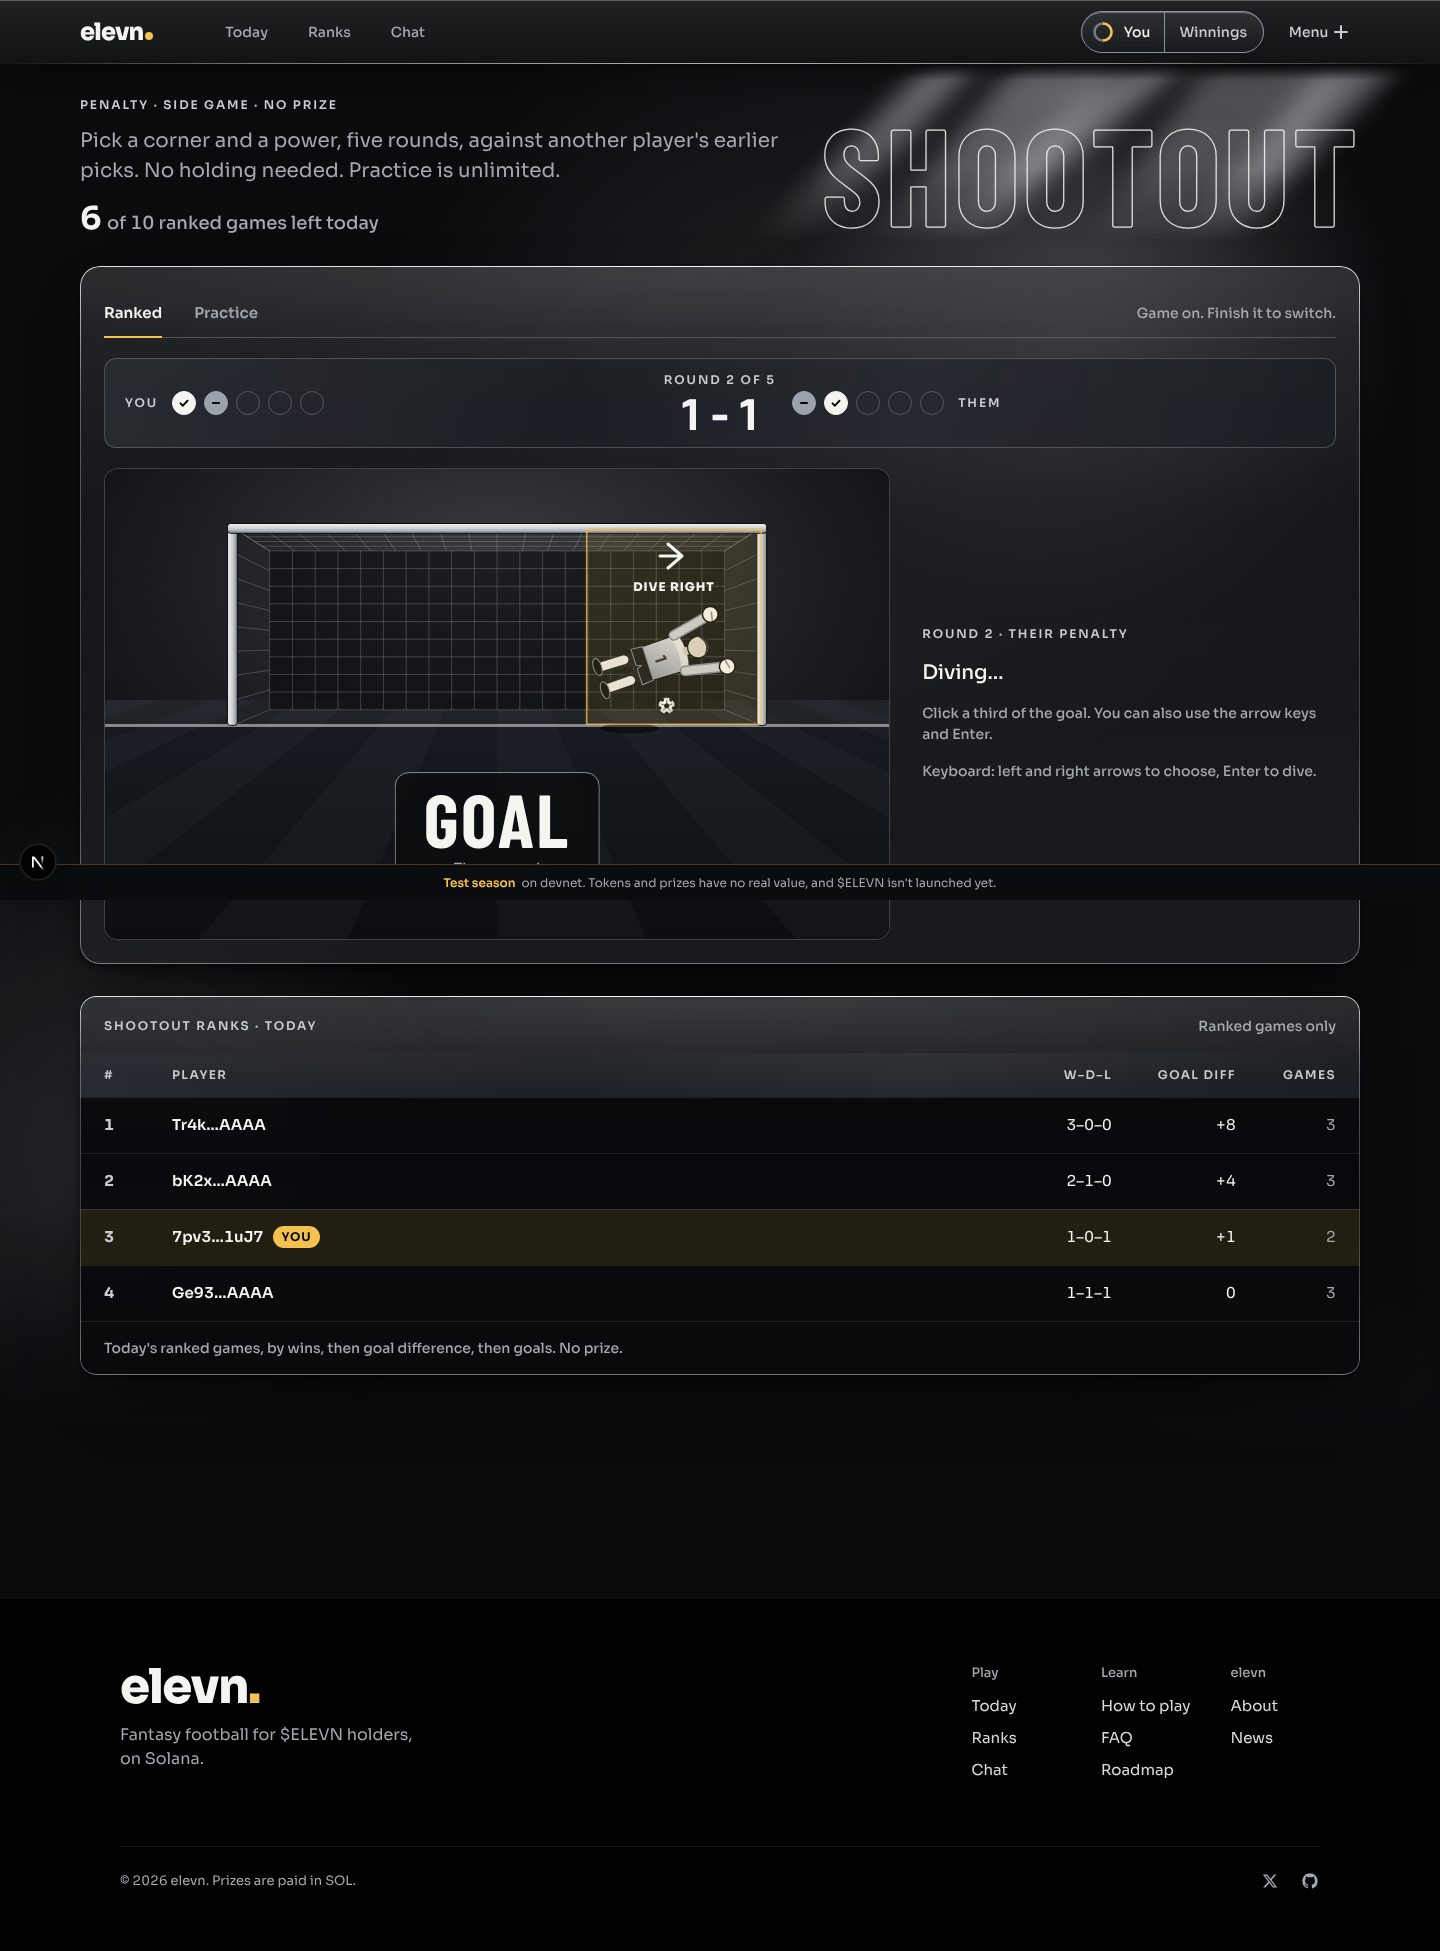 elevn.
Today
Ranks
Chat
You
Winnings
Menu
PENALTY · SIDE GAME · NO PRIZE
Pick a corner and a power, five rounds, against another player's earlier
picks. No holding needed. Practice is unlimited.
6 of 10 ranked games left today
SHOOTOUT
Ranked
Practice
Game on. Finish it to switch.
YOU
ROUND 2 OF 5
1 - 1
THEM
DIVE RIGHT
1
ROUND 2 · THEIR PENALTY
Diving...
Click a third of the goal. You can also use the arrow keys
and Enter.
Keyboard: left and right arrows to choose, Enter to dive.
GOAL
N
Test season on devnet. Tokens and prizes have no real value, and $ELEVN isn't launched yet.
SHOOTOUT RANKS · TODAY
Ranked games only
# PLAYER W–D–L GOAL DIFF GAMES
1 Tr4k...AAAA 3–0–0 +8 3
2 bK2x...AAAA 2–1–0 +4 3
3 7pv3...1uJ7 YOU 1–0–1 +1 2
4 Ge93...AAAA 1–1–1 0 3
Today's ranked games, by wins, then goal difference, then goals. No prize.
elevn.
Fantasy football for $ELEVN holders,
on Solana.
Play
Today
Ranks
Chat
Learn
How to play
FAQ
Roadmap
elevn
About
News
© 2026 elevn. Prizes are paid in SOL.